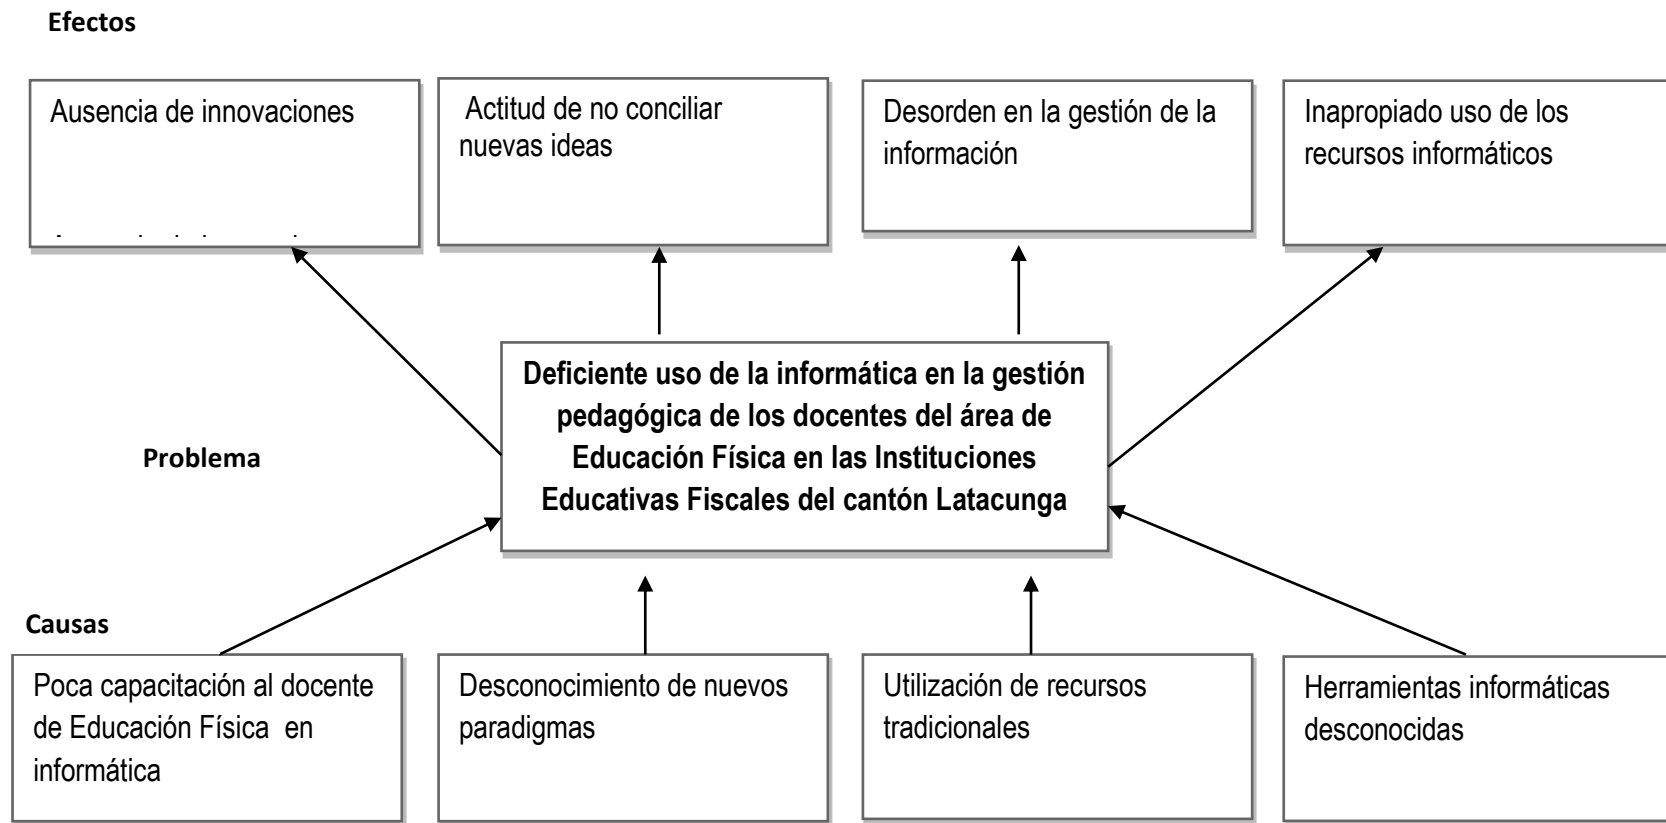 Efectos
Ausencia de innovaciones
Actitud de no conciliar
nuevas ideas
Desorden en la gestión de la
información
Inapropiado uso de los
recursos informáticos
Deficiente uso de la informática en la gestión
pedagógica de los docentes del área de
Educación Física en las Instituciones
Educativas Fiscales del cantón Latacunga
Problema
Causas
Poca capacitación al docente
de Educación Física en
informática
Desconocimiento de nuevos
paradigmas
Utilización de recursos
tradicionales
Herramientas informáticas
desconocidas